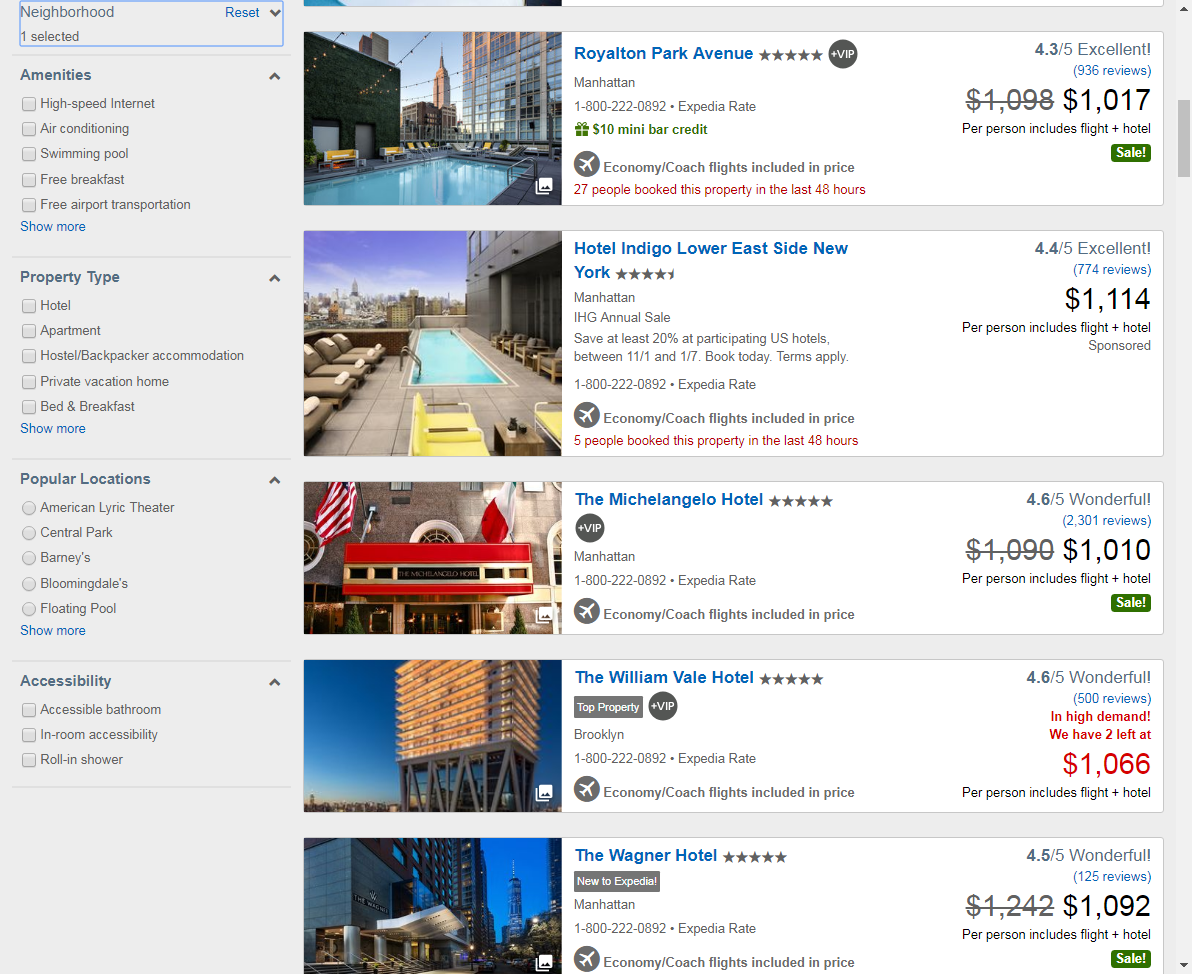 Neighborhood Reset
1 selected
Amenities
High-speed Internet
Air conditioning
Swimming pool
Free breakfast
Free airport transportation
Show more
Property Type
Hotel
Apartment
Hostel/Backpacker accommodation
Private vacation home
Bed & Breakfast
Show more
Popular Locations
American Lyric Theater
Central Park
Barney's
Bloomingdale's
Floating Pool
Show more
Accessibility
Accessible bathroom
In-room accessibility
Roll-in shower
Royalton Park Avenue +VIP
Manhattan
1-800-222-0892 • Expedia Rate
$10 mini bar credit
Economy/Coach flights included in price
27 people booked this property in the last 48 hours
4.3/5 Excellent!
(936 reviews)
$1,098 $1,017
Per person includes flight + hotel
Sale!
Hotel Indigo Lower East Side New
York
Manhattan
IHG Annual Sale
Save at least 20% at participating US hotels,
between 11/1 and 1/7. Book today. Terms apply.
1-800-222-0892 • Expedia Rate
Economy/Coach flights included in price
5 people booked this property in the last 48 hours
4.4/5 Excellent!
(774 reviews)
$1,114
Per person includes flight + hotel
Sponsored
THE MICHELANGELO HOTEL
The Michelangelo Hotel
+VIP
Manhattan
1-800-222-0892 • Expedia Rate
Economy/Coach flights included in price
4.6/5 Wonderful!
(2,301 reviews)
$1,090 $1,010
Per person includes flight + hotel
Sale!
The William Vale Hotel
Top Property +VIP
Brooklyn
1-800-222-0892 • Expedia Rate
Economy/Coach flights included in price
4.6/5 Wonderful!
(500 reviews)
In high demand!
We have 2 left at
$1,066
Per person includes flight + hotel
THE WAGNER
The Wagner Hotel
New to Expedia!
Manhattan
1-800-222-0892 • Expedia Rate
Economy/Coach flights included in price
4.5/5 Wonderful!
(125 reviews)
$1,242 $1,092
Per person includes flight + hotel
Sale!